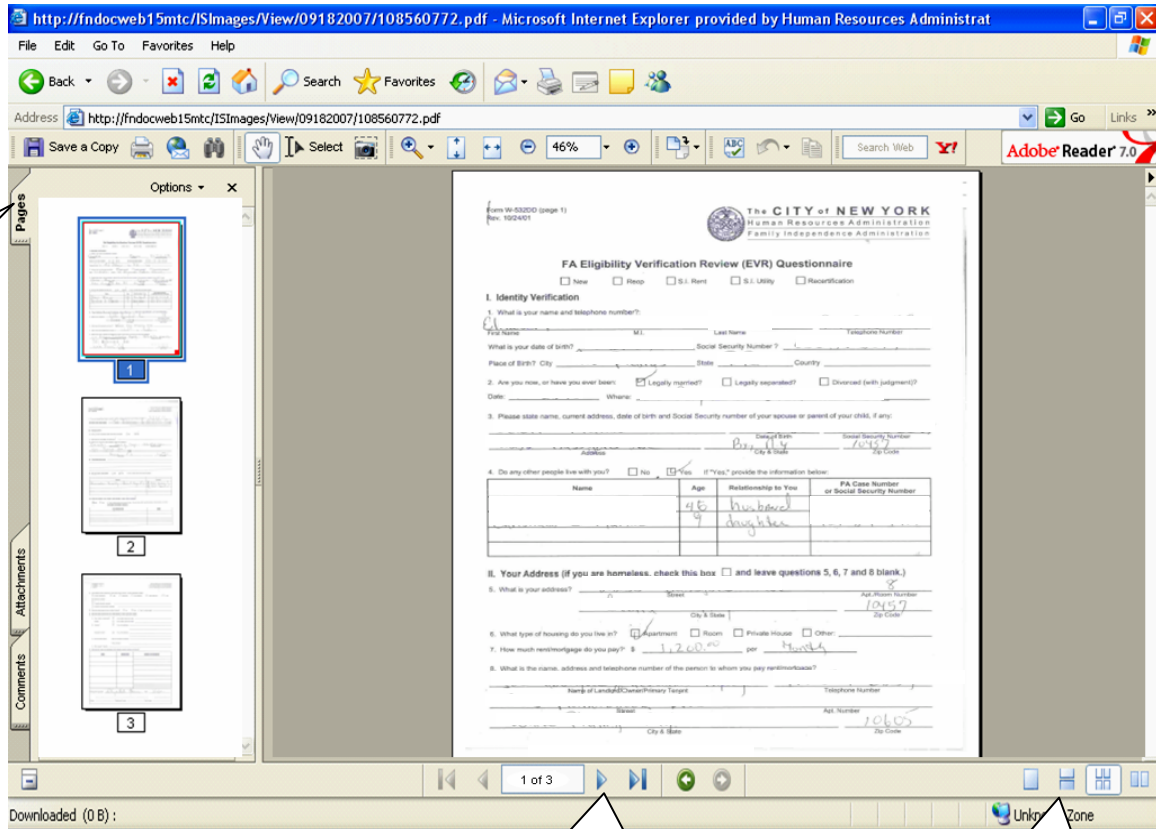 http://fndocweb15mtc/ISImages/View/09182007/108560772.pdf - Microsoft Internet Explorer provided by Human Resources Administrat
File Edit Go To Favorites Help
Back Search Favorites
Address http://fndocweb15mtc/ISImages/View/09182007/108560772.pdf Go Links »
Save a Copy Select 46% ABC Search Web Y! Adobe Reader 7.0
Pages
Options x
1
2
3
Attachments
Comments
Form W-532DD (page 1)
Rev. 10/24/01
The CITY of NEW YORK
Human Resources Administration
Family Independence Administration
FA Eligibility Verification Review (EVR) Questionnaire
New Reop S.I. Rent S.I. Utility Recertification
I. Identity Verification
1. What is your name and telephone number?:
First Name M.I. Last Name Telephone Number
What is your date of birth? Social Security Number ?
Place of Birth? City State Country
2. Are you now, or have you ever been: Legally married? Legally separated? Divorced (with judgment)?
Date: Where:
3. Please state name, current address, date of birth and Social Security number of your spouse or parent of your child, if any:
Date of Birth Social Security Number
Bx, NY 10457
Address City & State Zip Code
4. Do any other people live with you? No Yes If "Yes," provide the information below:
Name Age Relationship to You PA Case Number or Social Security Number
45 husband
9 daughter
II. Your Address (if you are homeless, check this box and leave questions 5, 6, 7 and 8 blank.)
8
5. What is your address? Street Apt./Room Number
10457
City & State Zip Code
6. What type of housing do you live in? Apartment Room Private House Other:
7. How much rent/mortgage do you pay? $ 1,200.00 per Monthly
8. What is the name, address and telephone number of the person to whom you pay rent/mortgage?
Name of Landlord/Owner/Primary Tenant Telephone Number
Street Apt. Number
10605
City & State Zip Code
1 of 3
Downloaded (0 B) : Zone